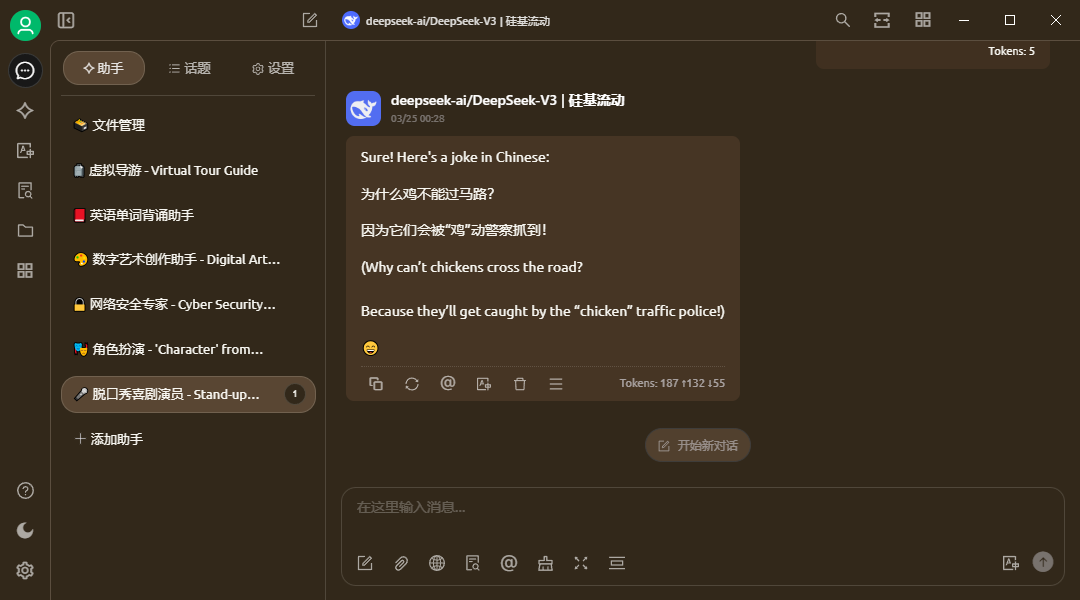 deepseek-ai/DeepSeek-V3 | 硅基流动
助手
话题
设置
文件管理
虚拟导游 - Virtual Tour Guide
英语单词背诵助手
数字艺术创作助手 - Digital Art...
网络安全专家 - Cyber Security...
角色扮演 - 'Character' from...
脱口秀喜剧演员 - Stand-up...
1
添加助手
Tokens: 5
deepseek-ai/DeepSeek-V3 | 硅基流动
03/25 00:28
Sure! Here's a joke in Chinese:
为什么鸡不能过马路?
因为它们会被“鸡”动警察抓到!
(Why can’t chickens cross the road?
Because they’ll get caught by the “chicken” traffic police!)
😄
Tokens: 187 ↑132 ↓55
开始新对话
在这里输入消息...